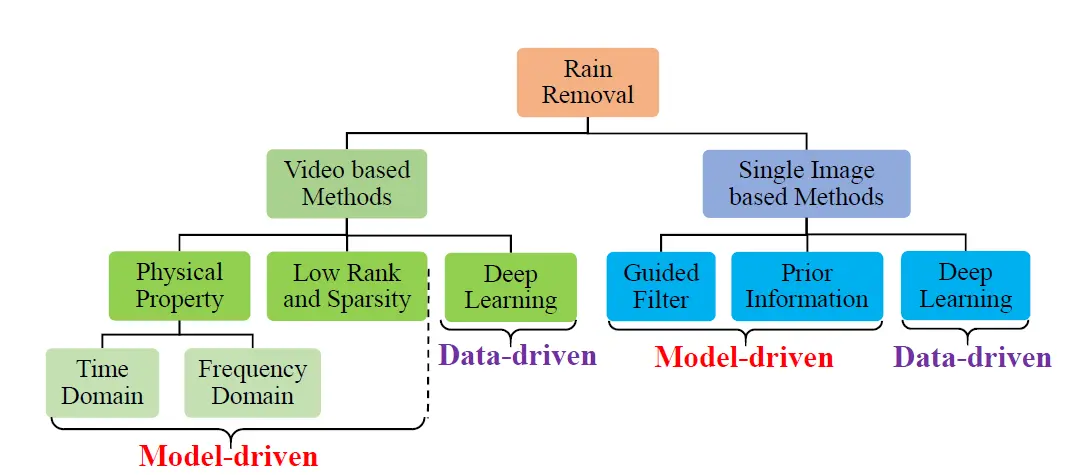 Rain
Removal
Video based
Methods
Single Image
based Methods
Physical
Property
Low Rank
and Sparsity
Deep
Learning
Guided
Filter
Prior
Information
Deep
Learning
Data-driven
Model-driven
Data-driven
Time
Domain
Frequency
Domain
Model-driven